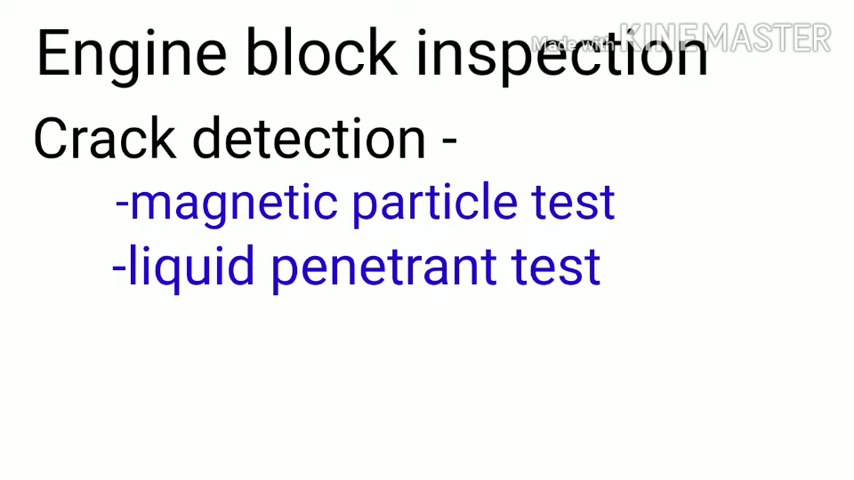 Engine block inspection
Made with KINEMASTER
Crack detection -
-magnetic particle test
-liquid penetrant test